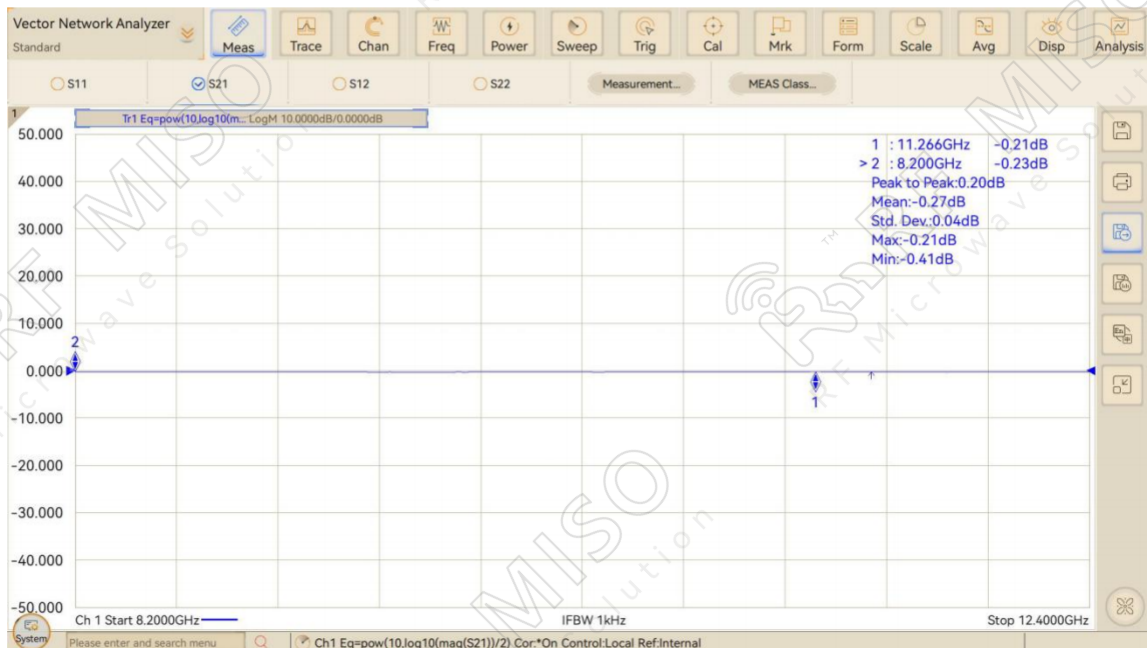 Vector Network Analyzer
Standard
Meas Trace Chan Freq Power Sweep Trig Cal Mrk Form Scale Avg Disp Analysis
S11 S21 S12 S22 Measurement... MEAS Class...
1
Tr1 Eq=pow(10,log10(m... LogM 10.0000dB/0.0000dB
50.000
40.000
30.000
20.000
10.000
0.000
-10.000
-20.000
-30.000
-40.000
-50.000
1 : 11.266GHz -0.21dB
> 2 : 8.200GHz -0.23dB
Peak to Peak:0.20dB
Mean:-0.27dB
Std. Dev.:0.04dB
Max:-0.21dB
Min:-0.41dB
2
1
Ch 1 Start 8.2000GHz
IFBW 1kHz
Stop 12.4000GHz
System
Please enter and search menu
Ch1 Eq=pow(10,log10(mag(S21))/2) Cor:*On Control:Local Ref:Internal
RF MISO
RF Microwave Solution